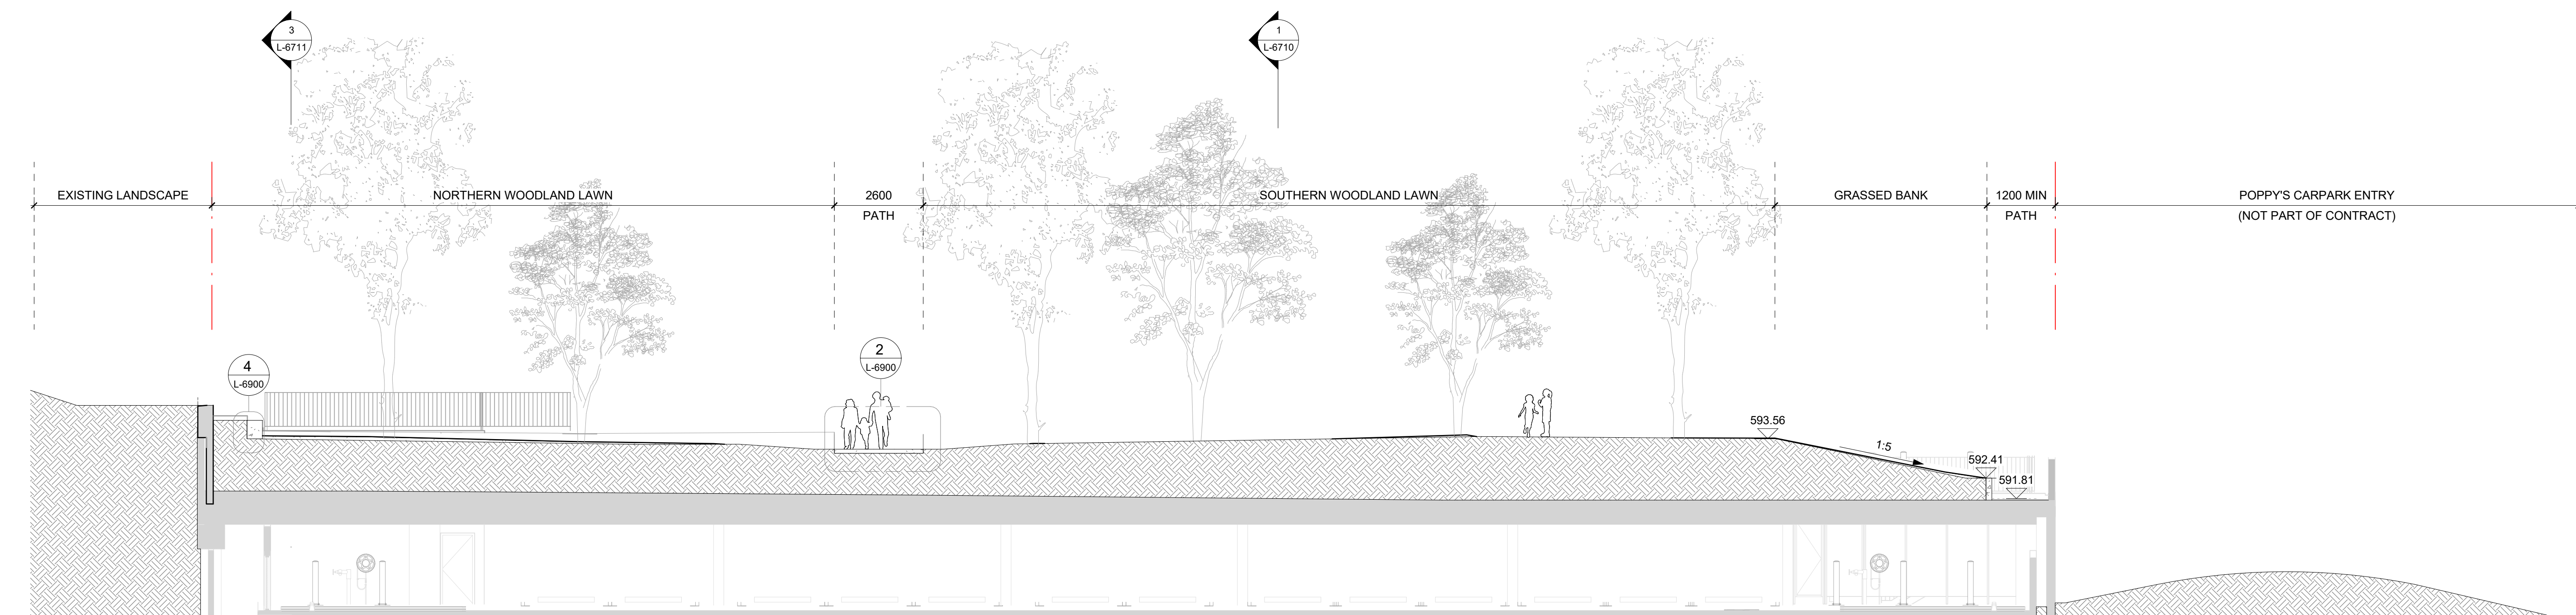 3
L-6711
1
L-6710
EXISTING LANDSCAPE
NORTHERN WOODLAND LAWN
2600
PATH
SOUTHERN WOODLAND LAWN
GRASSED BANK
1200 MIN
PATH
POPPY'S CARPARK ENTRY
(NOT PART OF CONTRACT)
4
L-6900
2
L-6900
593.56
1:5
592.41
591.81